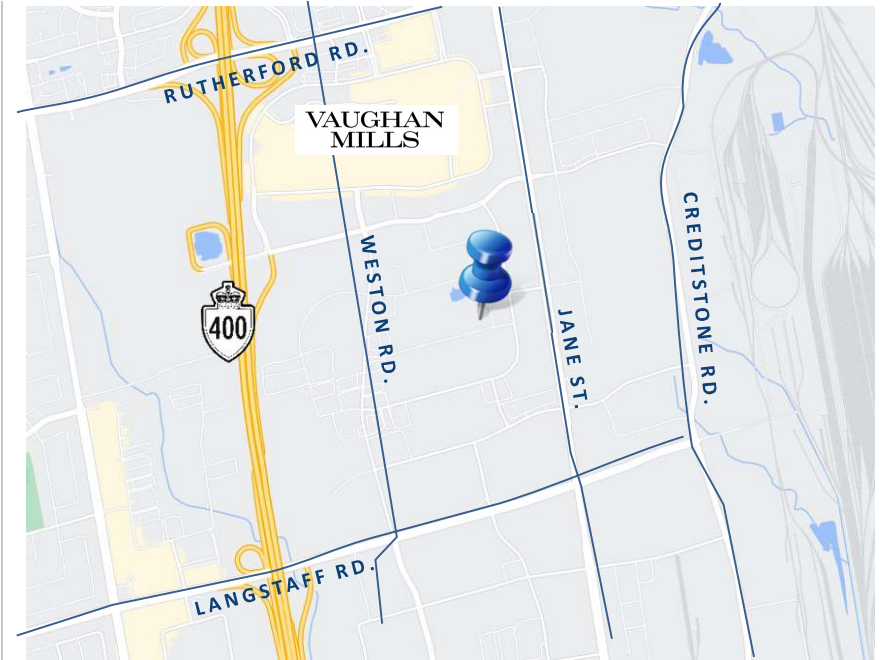 RUTHERFORD RD.
VAUGHAN
MILLS
WESTON RD.
CREDITSTONE RD.
400
JANE ST.
LANGSTAFF RD.